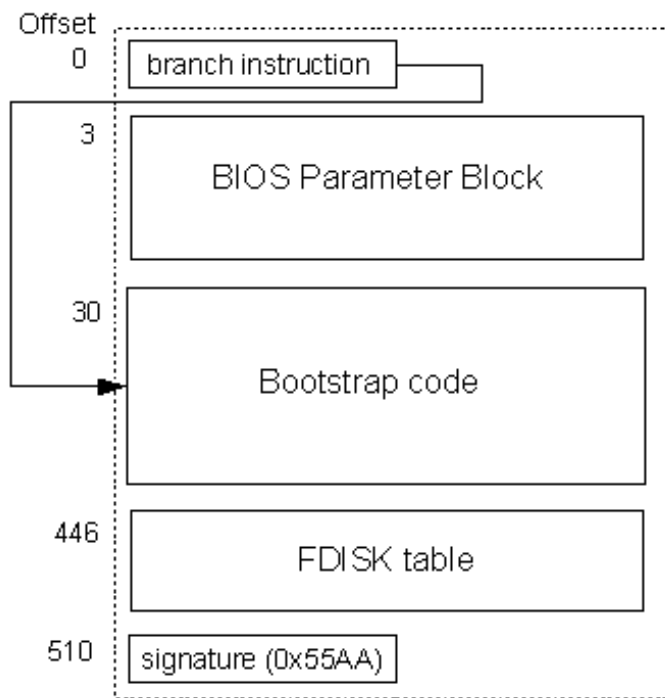 Offset
0
branch instruction
3
BIOS Parameter Block
30
Bootstrap code
446
FDISK table
510
signature (0x55AA)